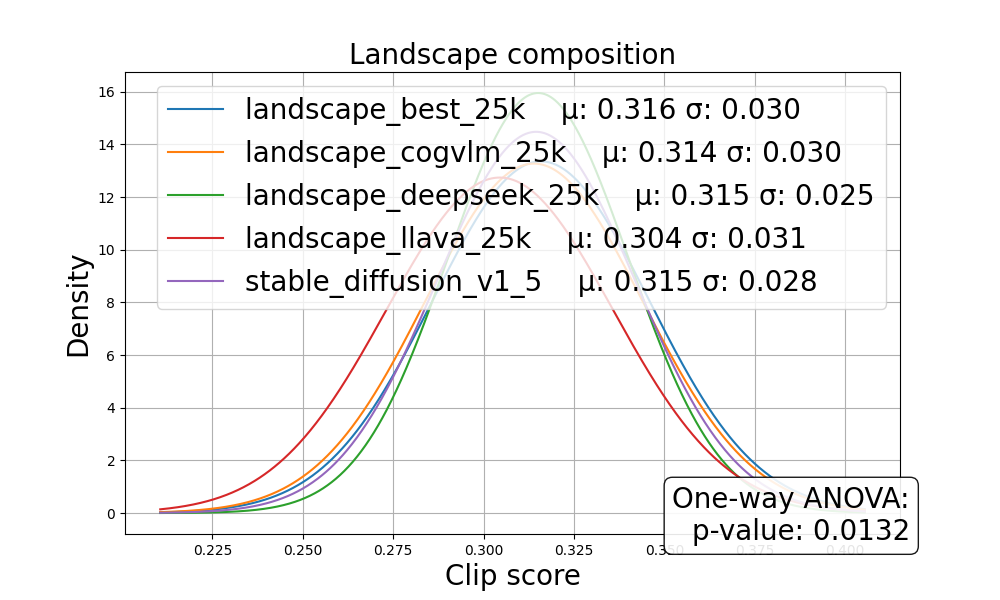 Landscape composition
16
14
12
10
8
6
4
2
0
Density
landscape_best_25k μ: 0.316 σ: 0.030
landscape_cogvlm_25k μ: 0.314 σ: 0.030
landscape_deepseek_25k μ: 0.315 σ: 0.025
landscape_llava_25k μ: 0.304 σ: 0.031
stable_diffusion_v1_5 μ: 0.315 σ: 0.028
One-way ANOVA:
p-value: 0.0132
0.225 0.250 0.275 0.300 0.325 0.350 0.375 0.400
Clip score